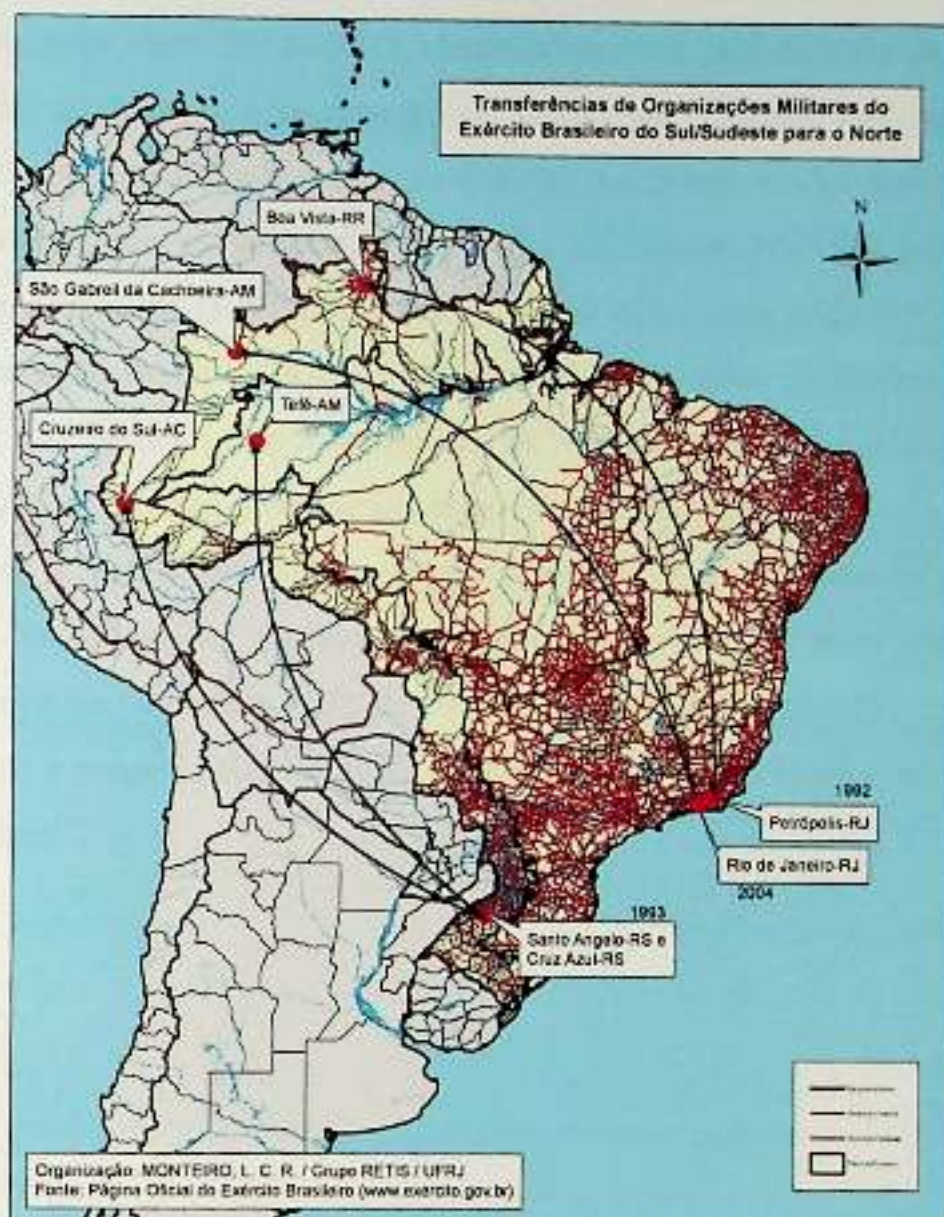 Transferências de Organizações Militares do
Exército Brasileiro do Sul/Sudeste para o Norte
N
Boa Vista-RR
São Gabreil da Cachoeira-AM
Tefé-AM
Cruzeiro do Sul-AC
1992
Petrópolis-RJ
Rio de Janeiro-RJ
2004
1993
Santo Angelo-RS e
Cruz Azul-RS
Organização: MONTEIRO, L. C. R. / Grupo RETIS / UFRJ
Fonte: Página Oficial do Exército Brasileiro (www.exercito.gov.br)